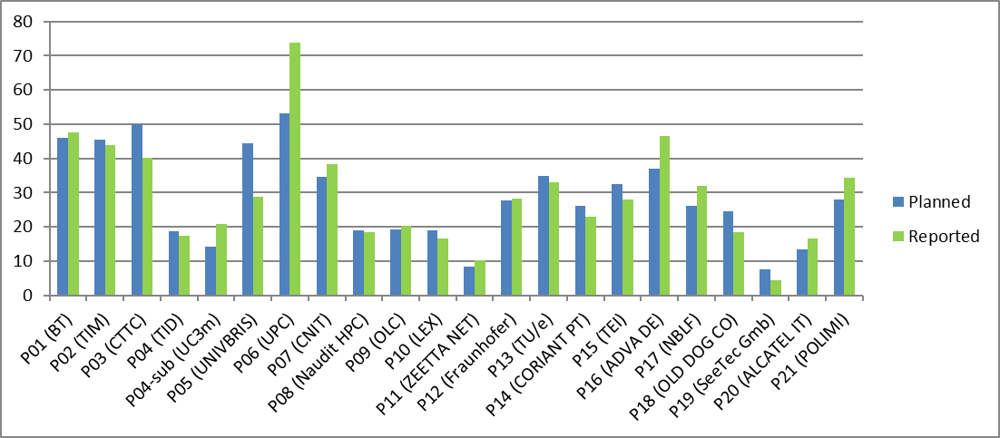 80
70
60
50
40
30
20
10
0
P01 (BT)
P02 (TIM)
P03 (CTTC)
P04 (TID)
P04-sub (UC3m)
P05 (UNIVBRIS)
P06 (UPC)
P07 (CNIT)
P08 (Naudit HPC)
P09 (OLC)
P10 (LEX)
P11 (ZEETTA NET)
P12 (Fraunhofer)
P13 (TU/e)
P14 (CORIANT PT)
P15 (TEI)
P16 (ADVA DE)
P17 (NBLF)
P18 (OLD DOG CO)
P19 (SeeTec Gmb)
P20 (ALCATEL IT)
P21 (POLIMI)
Planned
Reported